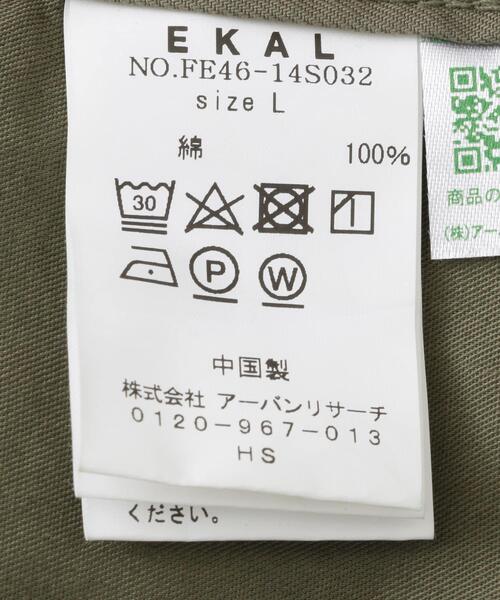 EKAL
NO.FE46-14S032
size L
綿 100%
30
P W
中国製
株式会社 アーバンリサーチ
0120-967-013
HS
ください。
商品の
(株)アー